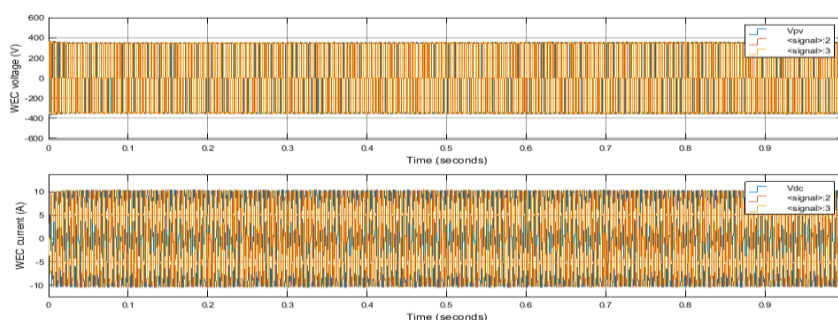 600
400
200
0
-200
-400
-600
WEC voltage (V)
Vpv
<signal>:2
<signal>:3
0 0.1 0.2 0.3 0.4 0.5 0.6 0.7 0.8 0.9
Time (seconds)
10
5
0
-5
-10
WEC current (A)
Vdc
<signal>:2
<signal>:3
0 0.1 0.2 0.3 0.4 0.5 0.6 0.7 0.8 0.9
Time (seconds)